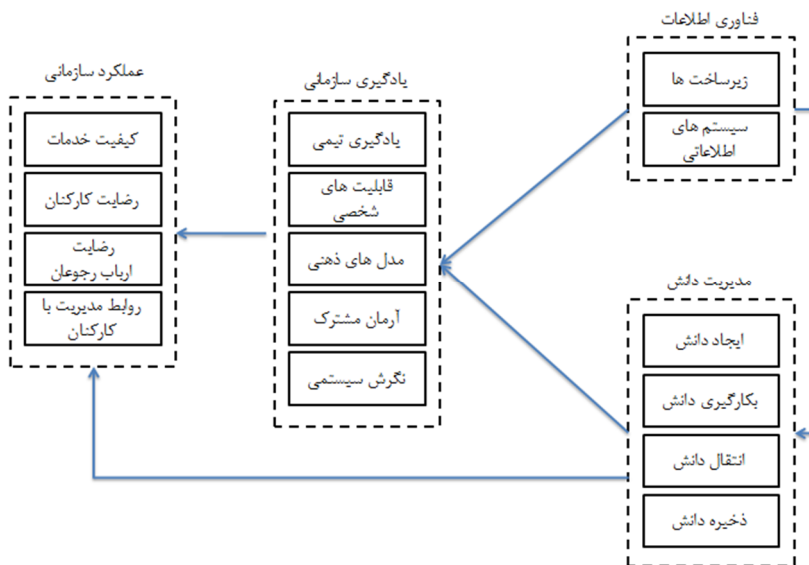 فناوری اطلاعات
زیرساخت ها
سیستم های
اطلاعاتی
مدیریت دانش
ایجاد دانش
بکارگیری دانش
انتقال دانش
ذخیره دانش
یادگیری سازمانی
یادگیری تیمی
قابلیت های
شخصی
مدل های ذهنی
آرمان مشترک
نگرش سیستمی
عملکرد سازمانی
کیفیت خدمات
رضایت کارکنان
رضایت
ارباب رجوعان
روابط مدیریت با
کارکنان